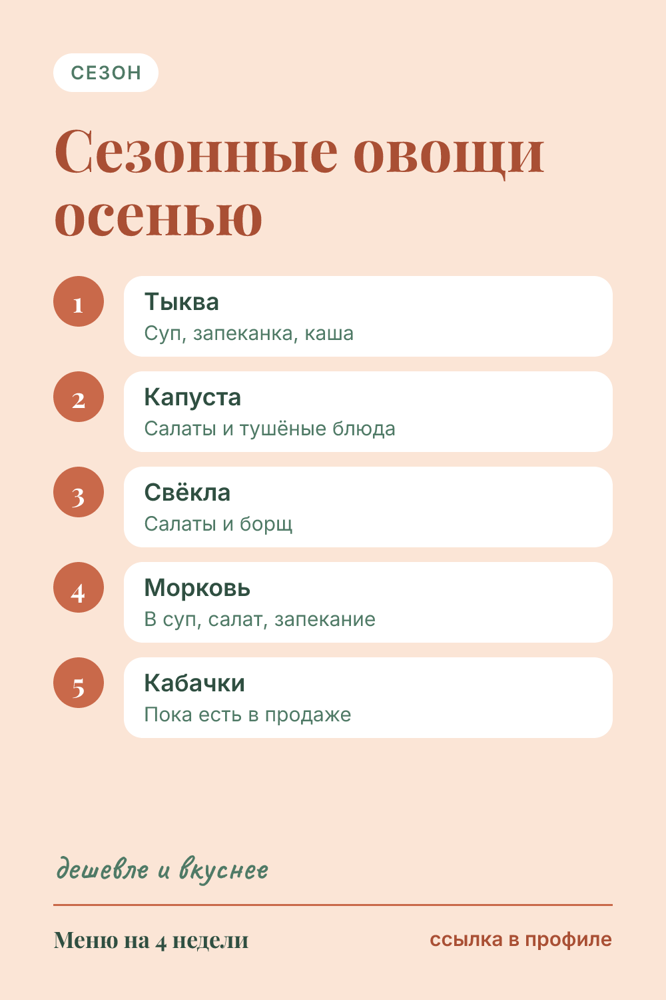 СЕЗОН
Сезонные овощи
осенью
1
Тыква
Суп, запеканка, каша
2
Капуста
Салаты и тушёные блюда
3
Свёкла
Салаты и борщ
4
Морковь
В суп, салат, запекание
5
Кабачки
Пока есть в продаже
дешевле и вкуснее
Меню на 4 недели
ссылка в профиле